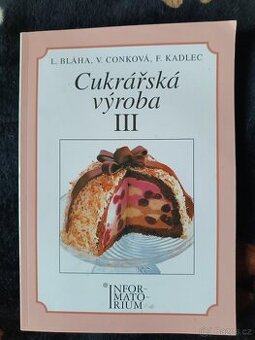 L. BLÁHA, V. CONKOVÁ, F. KADLEC
Cukrářská
výroba
III
INFOR-
MATO-
RIUM